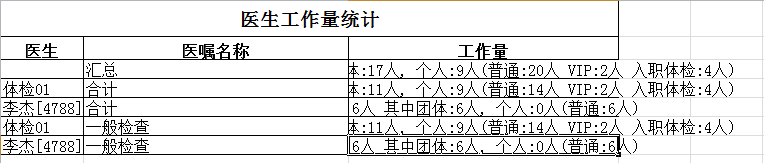 医生工作量统计
医生 医嘱名称 工作量
汇总 体:17人, 个人:9人(普通:20人 VIP:2人 入职体检:4人)
体检01 合计 体:11人, 个人:9人(普通:14人 VIP:2人 入职体检:4人)
李杰[4788] 合计 6人 其中团体:6人, 个人:0人(普通:6人)
体检01 一般检查 体:11人, 个人:9人(普通:14人 VIP:2人 入职体检:4人)
李杰[4788] 一般检查 6人 其中团体:6人, 个人:0人(普通:6人)